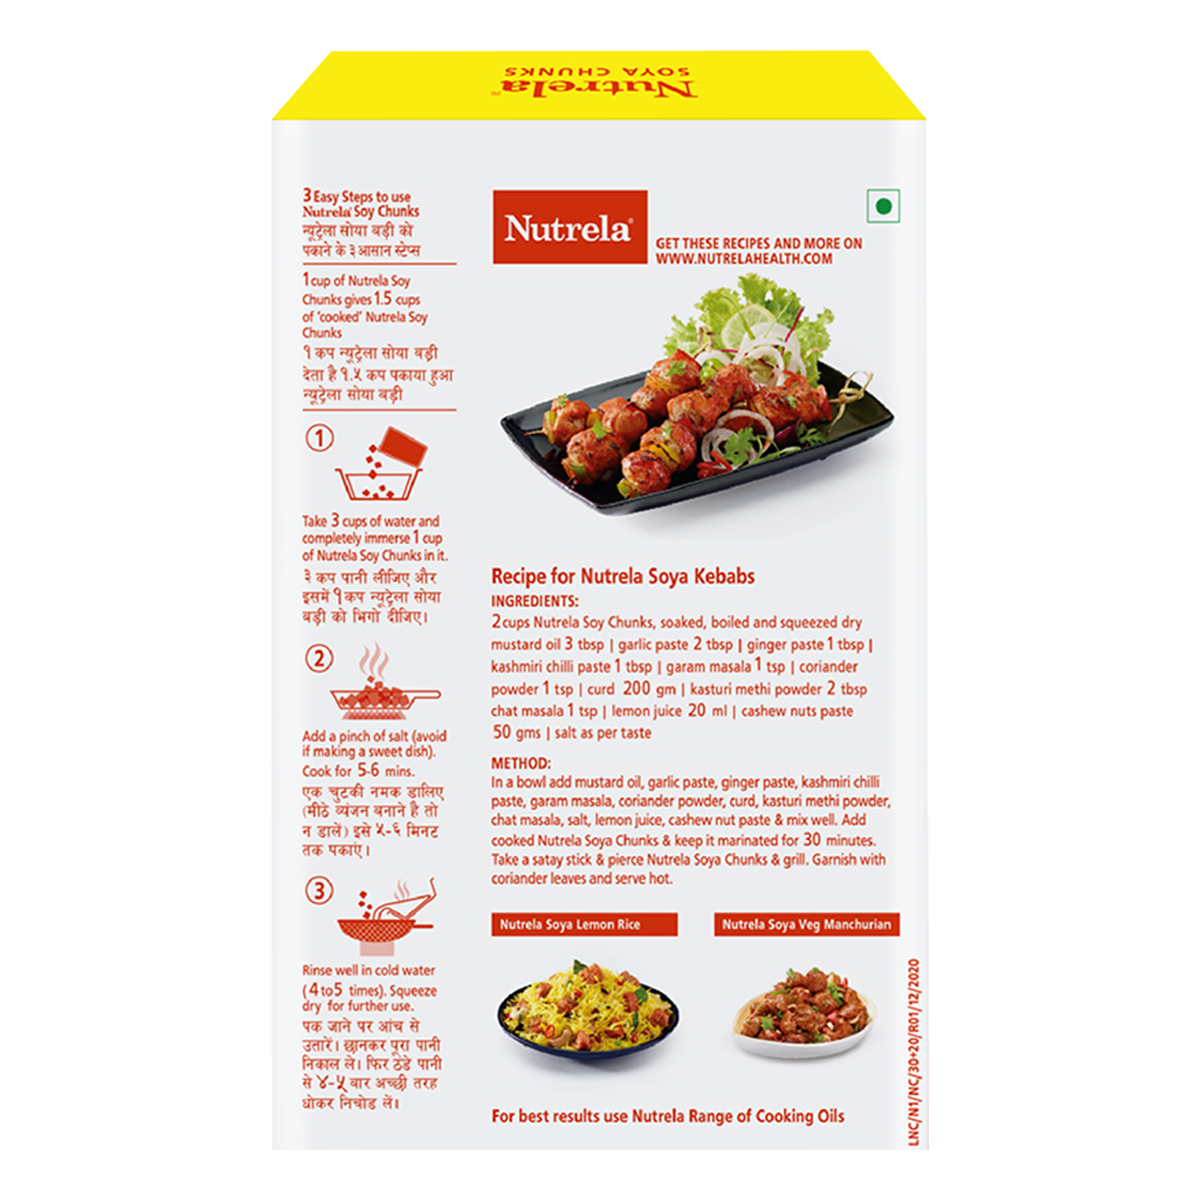 Nutrela
SOYA CHUNKS
3 Easy Steps to use
Nutrela® Soy Chunks
न्यूट्रेला सोया बड़ी को
पकाने के ३ आसान स्टेप्स
1 cup of Nutrela Soy
Chunks gives 1.5 cups
of ‘cooked’ Nutrela Soy
Chunks
१ कप न्यूट्रेला सोया बड़ी
देता है १.५ कप पकाया हुआ
न्यूट्रेला सोया बड़ी
1
Take 3 cups of water and
completely immerse 1 cup
of Nutrela Soy Chunks in it.
३ कप पानी लीजिए और
इसमें १ कप न्यूट्रेला सोया
बड़ी को भिगो दीजिए।
2
Add a pinch of salt (avoid
if making a sweet dish).
Cook for 5-6 mins.
एक चुटकी नमक डालिए
(मीठे व्यंजन बनाने है तो
न डालें) इसे ५-६ मिनट
तक पकाएं।
3
Rinse well in cold water
(4 to 5 times). Squeeze
dry for further use.
पक जाने पर आंच से
उतारें। छानकर पूरा पानी
निकाल ले। फिर ठंडे पानी
से ४-५ बार अच्छी तरह
धोकर निचोड लें।
Nutrela®
GET THESE RECIPES AND MORE ON
WWW.NUTRELAHEALTH.COM
Recipe for Nutrela Soya Kebabs
INGREDIENTS:
2 cups Nutrela Soy Chunks, soaked, boiled and squeezed dry
mustard oil 3 tbsp | garlic paste 2 tbsp | ginger paste 1 tbsp |
kashmiri chilli paste 1 tbsp | garam masala 1 tsp | coriander
powder 1 tsp | curd 200 gm | kasturi methi powder 2 tbsp
chat masala 1 tsp | lemon juice 20 ml | cashew nuts paste
50 gms | salt as per taste
METHOD:
In a bowl add mustard oil, garlic paste, ginger paste, kashmiri chilli
paste, garam masala, coriander powder, curd, kasturi methi powder,
chat masala, salt, lemon juice, cashew nut paste & mix well. Add
cooked Nutrela Soya Chunks & keep it marinated for 30 minutes.
Take a satay stick & pierce Nutrela Soya Chunks & grill. Garnish with
coriander leaves and serve hot.
Nutrela Soya Lemon Rice
Nutrela Soya Veg Manchurian
For best results use Nutrela Range of Cooking Oils
LNC/N1/NC/30+20/R01/12/2020